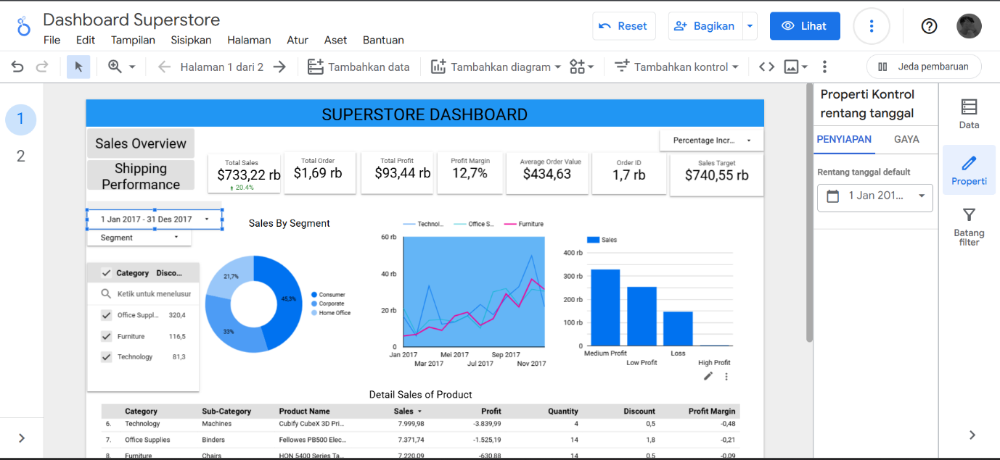 Dashboard Superstore
File Edit Tampilan Sisipkan Halaman Atur Aset Bantuan
Reset
Bagikan
Lihat
Halaman 1 dari 2
Tambahkan data
Tambahkan diagram
Tambahkan kontrol
Jeda pembaruan
1
2
SUPERSTORE DASHBOARD
Sales Overview
Shipping
Performance
Percentage Incr...
Total Sales
$733,22 rb
20.4%
Total Order
$1,69 rb
Total Profit
$93,44 rb
Profit Margin
12,7%
Average Order Value
$434,63
Order ID
1,7 rb
Sales Target
$740,55 rb
1 Jan 2017 - 31 Des 2017
Segment
Category Disco...
Ketik untuk menelusur
Office Suppl... 320,4
Furniture 116,5
Technology 81,3
Sales By Segment
21,7%
45,3%
33%
Consumer
Corporate
Home Office
Technol... Office S... Furniture
60 rb
40 rb
20 rb
0
Jan 2017 Mei 2017 Sep 2017
Mar 2017 Jul 2017 Nov 2017
Sales
400 rb
300 rb
200 rb
100 rb
0
Medium Profit Loss
Low Profit High Profit
Detail Sales of Product
Category Sub-Category Product Name Sales Profit Quantity Discount Profit Margin
6. Technology Machines Cubify CubeX 3D Pri... 7.999,98 -3.839,99 4 0,5 -0,48
7. Office Supplies Binders Fellowes PB500 Elec... 7.371,74 -1.525,19 14 1,8 -0,21
8. Furniture Chairs HON 5400 Series Ta... 7.220,09 -630,88 14 0,5 -0,09
Properti Kontrol
rentang tanggal
PENYIAPAN GAYA
Rentang tanggal default
1 Jan 201...
Data
Properti
Batang
filter